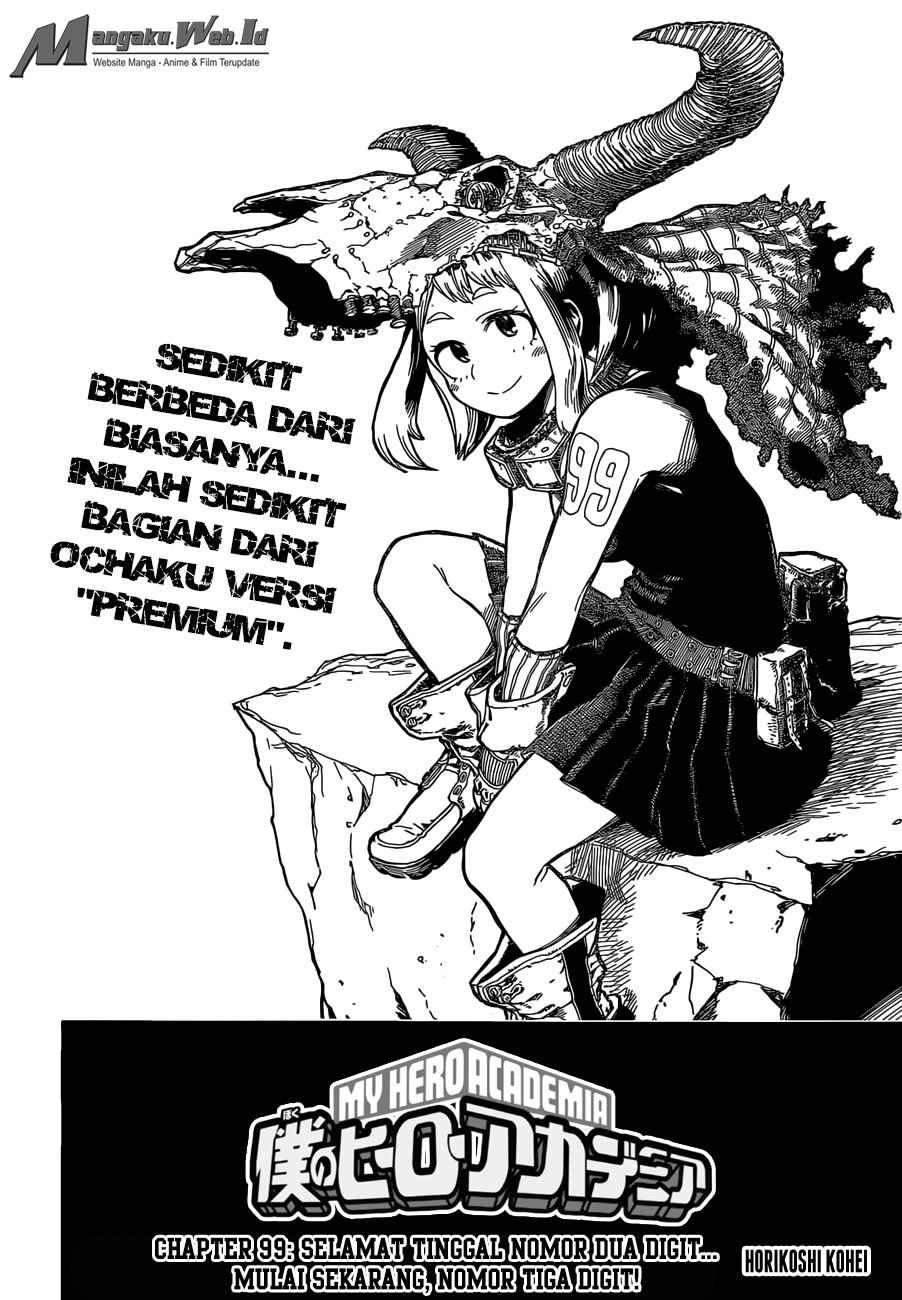 Mangaku.Web.Id
Website Manga - Anime & Film Terupdate
SEDIKIT
BERBEDA DARI
BIASANYA...
INILAH SEDIKIT
BAGIAN DARI
OCHAKU VERSI
"PREMIUM".
99
MY HERO ACADEMIA
ぼく
僕のヒーローアカデミア
CHAPTER 99: SELAMAT TINGGAL NOMOR DUA DIGIT...
MULAI SEKARANG, NOMOR TIGA DIGIT!
HORIKOSHI KOHEI